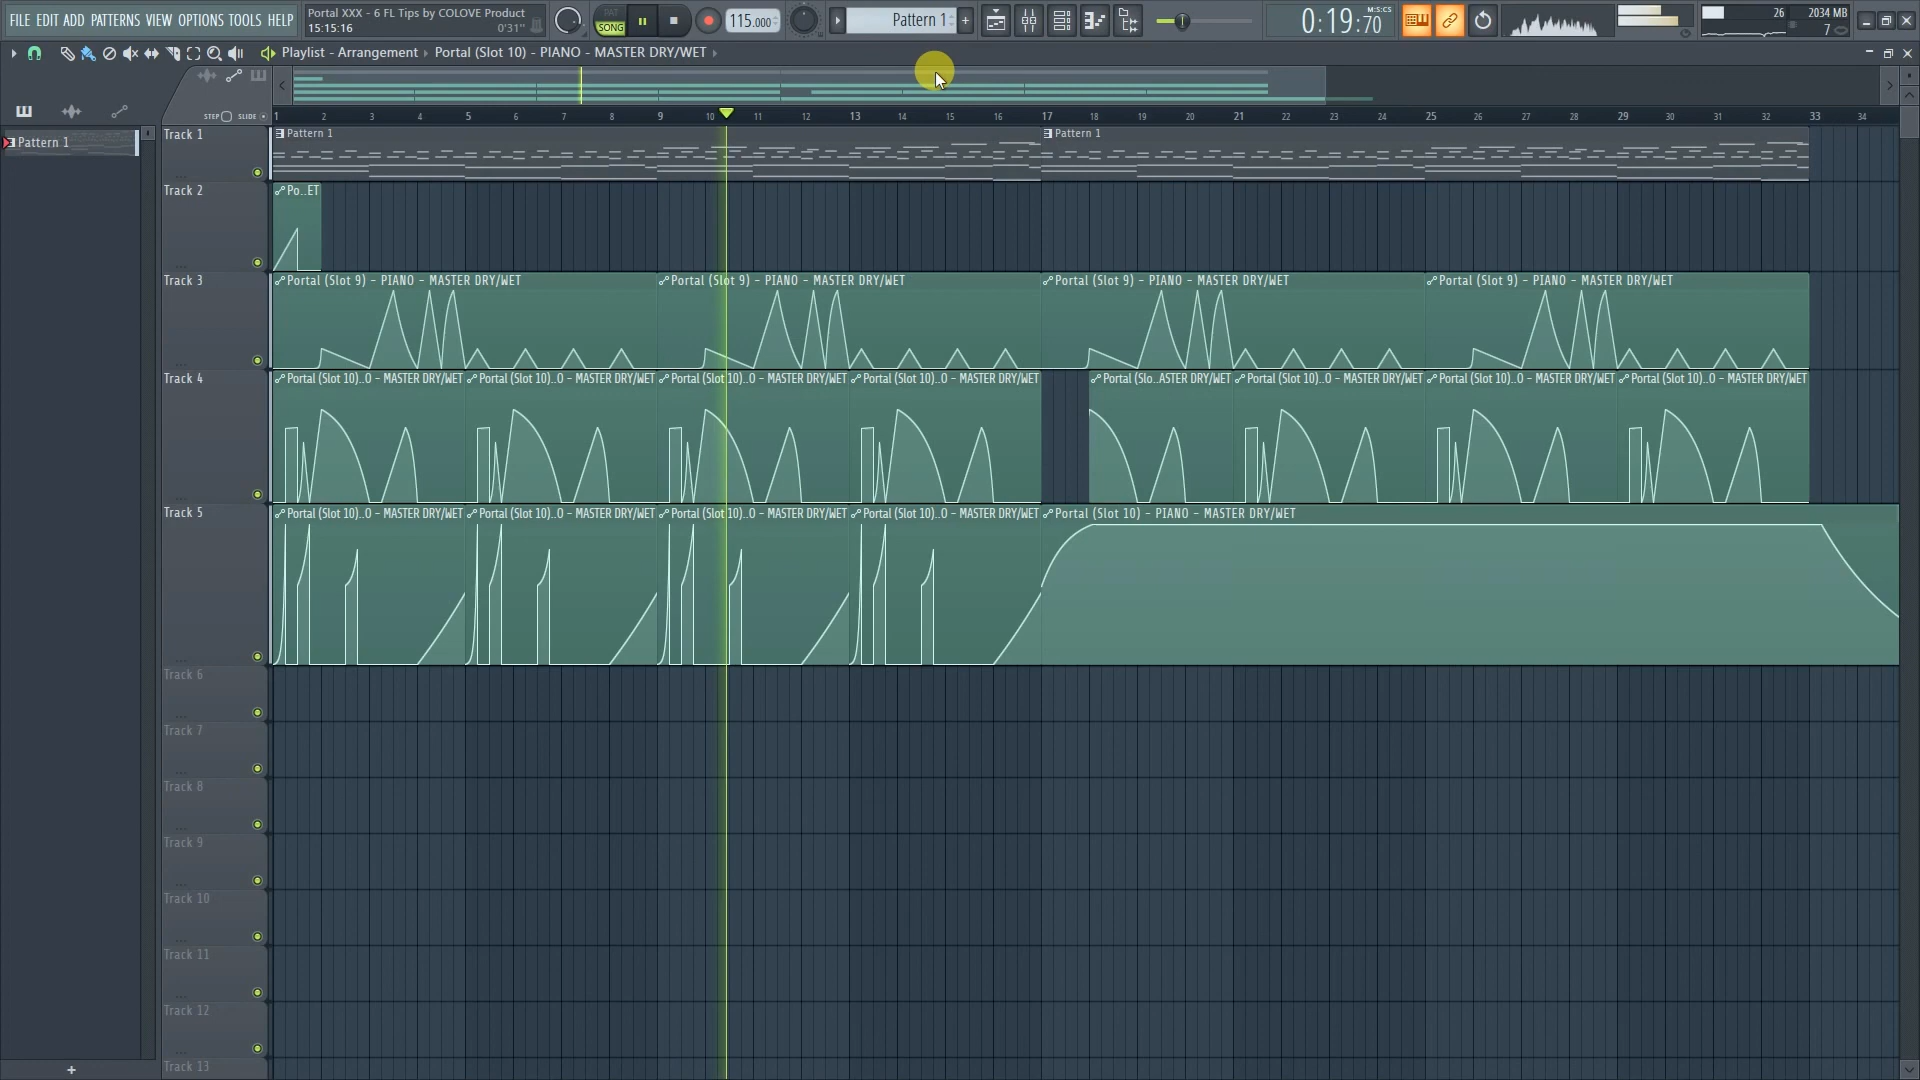 FILE EDIT ADD PATTERNS VIEW OPTIONS TOOLS HELP
Portal XXX - 6 FL Tips by COLOVE Product
15:15:16 0'31"
PAT
SONG
115.000
Pattern 1
+
0:19:70
M:S:CS
26
2034 MB
7
Playlist - Arrangement › Portal (Slot 10) - PIANO - MASTER DRY/WET ›
STEP SLIDE
1 2 3 4 5 6 7 8 9 10 11 12 13 14 15 16 17 18 19 20 21 22 23 24 25 26 27 28 29 30 31 32 33 34
Pattern 1
Track 1
Pattern 1 Pattern 1
Track 2
Po..ET
Track 3
Portal (Slot 9) - PIANO - MASTER DRY/WET Portal (Slot 9) - PIANO - MASTER DRY/WET Portal (Slot 9) - PIANO - MASTER DRY/WET Portal (Slot 9) - PIANO - MASTER DRY/WET
Track 4
Portal (Slot 10)..O - MASTER DRY/WET Portal (Slot 10)..O - MASTER DRY/WET Portal (Slot 10)..O - MASTER DRY/WET Portal (Slot 10)..O - MASTER DRY/WET Portal (Slo..ASTER DRY/WET Portal (Slot 10)..O - MASTER DRY/WET Portal (Slot 10)..O - MASTER DRY/WET Portal (Slot 10)..O - MASTER DRY/WET
Track 5
Portal (Slot 10)..O - MASTER DRY/WET Portal (Slot 10)..O - MASTER DRY/WET Portal (Slot 10)..O - MASTER DRY/WET Portal (Slot 10)..O - MASTER DRY/WET Portal (Slot 10) - PIANO - MASTER DRY/WET
Track 6
Track 7
Track 8
Track 9
Track 10
Track 11
Track 12
Track 13
+